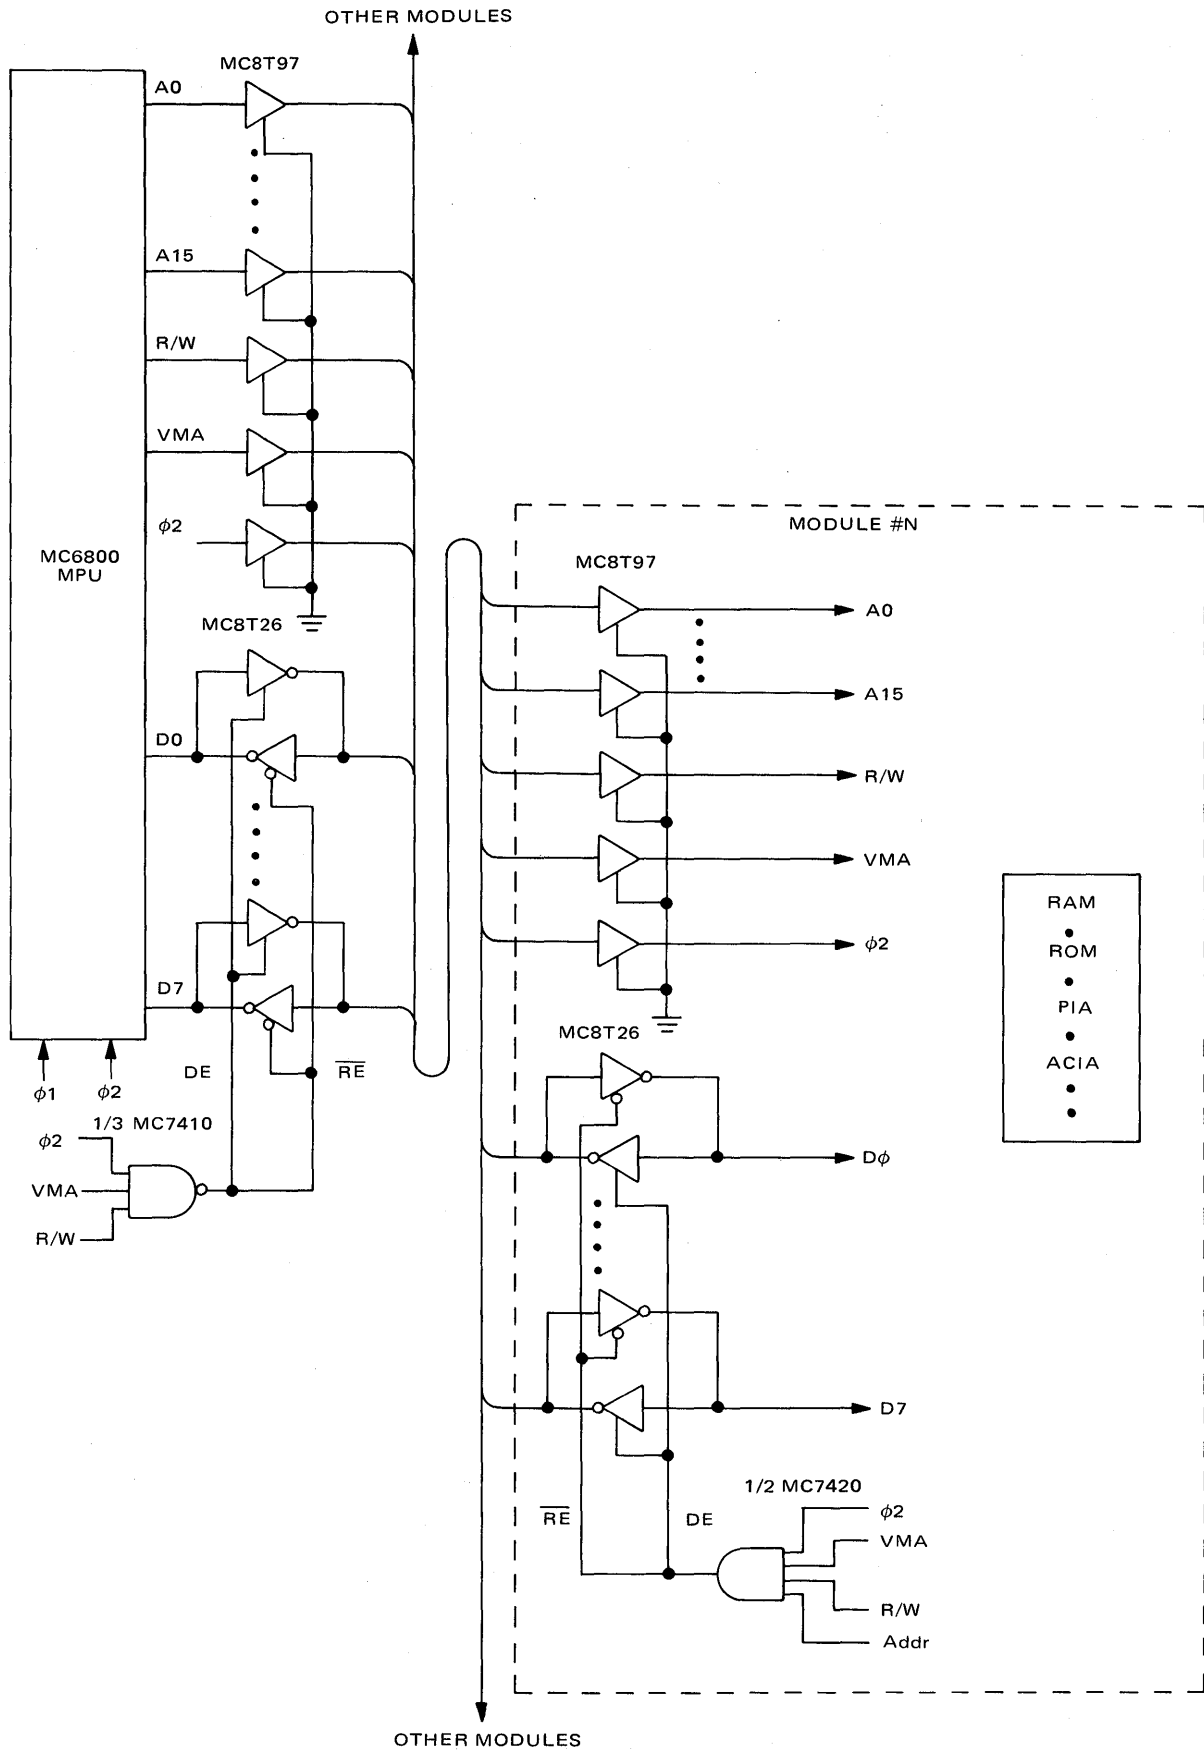 OTHER MODULES
MC8T97
A0
A15
R/W
VMA
ϕ2
MC6800
MPU
MC8T26
D0
D7
DE
R̅E̅
ϕ1
ϕ2
1/3 MC7410
ϕ2
VMA
R/W
MODULE #N
MC8T97
A0
A15
R/W
VMA
ϕ2
RAM
ROM
PIA
ACIA
MC8T26
Dϕ
D7
1/2 MC7420
R̅E̅
DE
ϕ2
VMA
R/W
Addr
OTHER MODULES